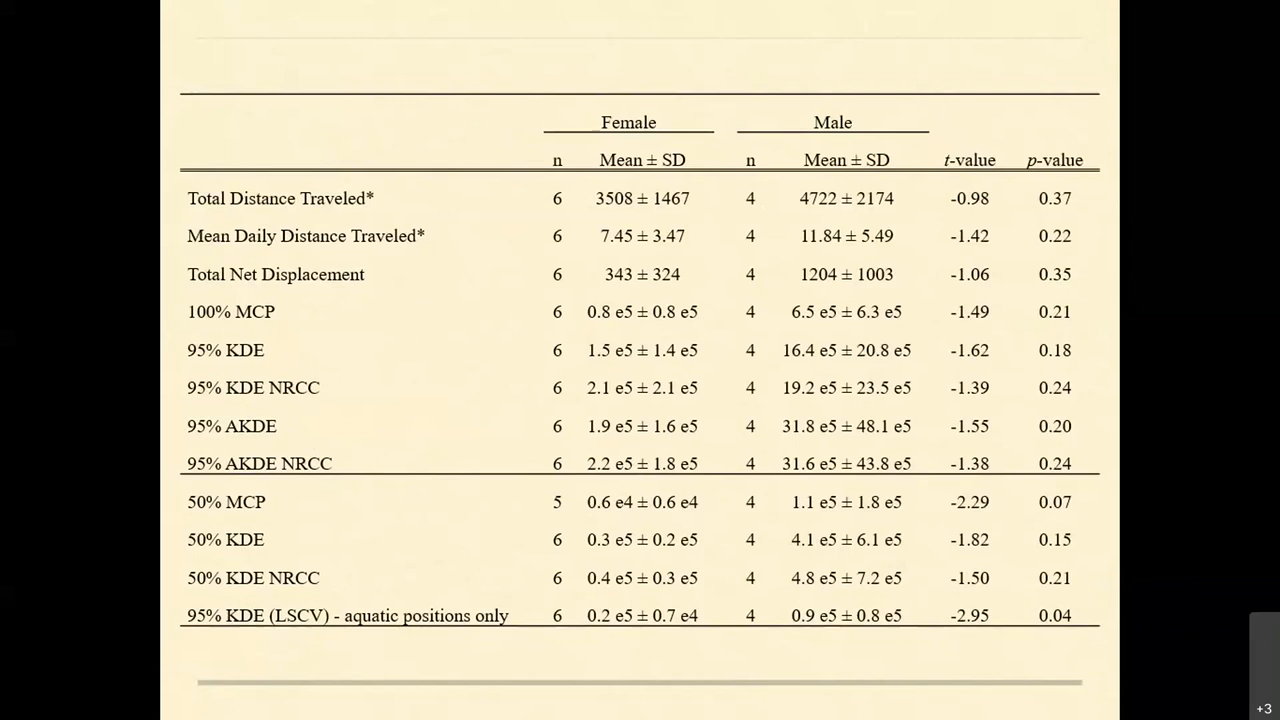 Female Male
n Mean ± SD n Mean ± SD t-value p-value
Total Distance Traveled* 6 3508 ± 1467 4 4722 ± 2174 -0.98 0.37
Mean Daily Distance Traveled* 6 7.45 ± 3.47 4 11.84 ± 5.49 -1.42 0.22
Total Net Displacement 6 343 ± 324 4 1204 ± 1003 -1.06 0.35
100% MCP 6 0.8 e5 ± 0.8 e5 4 6.5 e5 ± 6.3 e5 -1.49 0.21
95% KDE 6 1.5 e5 ± 1.4 e5 4 16.4 e5 ± 20.8 e5 -1.62 0.18
95% KDE NRCC 6 2.1 e5 ± 2.1 e5 4 19.2 e5 ± 23.5 e5 -1.39 0.24
95% AKDE 6 1.9 e5 ± 1.6 e5 4 31.8 e5 ± 48.1 e5 -1.55 0.20
95% AKDE NRCC 6 2.2 e5 ± 1.8 e5 4 31.6 e5 ± 43.8 e5 -1.38 0.24
50% MCP 5 0.6 e4 ± 0.6 e4 4 1.1 e5 ± 1.8 e5 -2.29 0.07
50% KDE 6 0.3 e5 ± 0.2 e5 4 4.1 e5 ± 6.1 e5 -1.82 0.15
50% KDE NRCC 6 0.4 e5 ± 0.3 e5 4 4.8 e5 ± 7.2 e5 -1.50 0.21
95% KDE (LSCV) - aquatic positions only 6 0.2 e5 ± 0.7 e4 4 0.9 e5 ± 0.8 e5 -2.95 0.04
+3